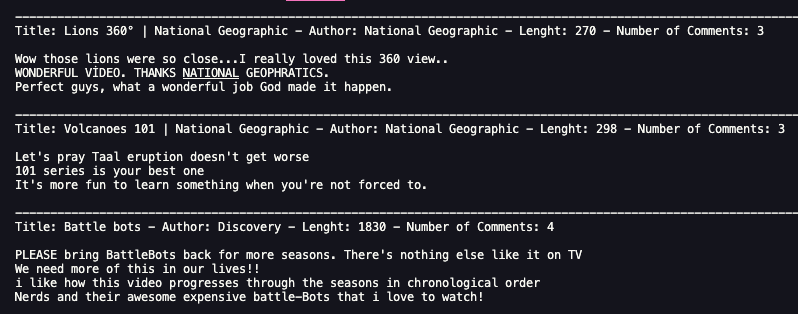 Title: Lions 360° | National Geographic - Author: National Geographic - Lenght: 270 - Number of Comments: 3
Wow those lions were so close...I really loved this 360 view..
WONDERFUL VİDEO. THANKS NATIONAL GEOPHRATICS.
Perfect guys, what a wonderful job God made it happen.
Title: Volcanoes 101 | National Geographic - Author: National Geographic - Lenght: 298 - Number of Comments: 3
Let's pray Taal eruption doesn't get worse
101 series is your best one
It's more fun to learn something when you're not forced to.
Title: Battle bots - Author: Discovery - Lenght: 1830 - Number of Comments: 4
PLEASE bring BattleBots back for more seasons. There's nothing else like it on TV
We need more of this in our lives!!
i like how this video progresses through the seasons in chronological order
Nerds and their awesome expensive battle-Bots that i love to watch!